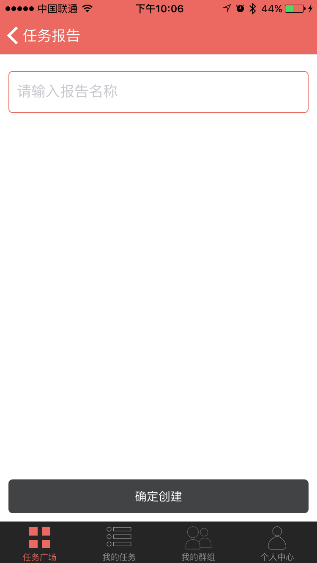 中国联通 下午10:06 44%
任务报告
请输入报告名称
确定创建
任务广场 我的任务 我的群组 个人中心